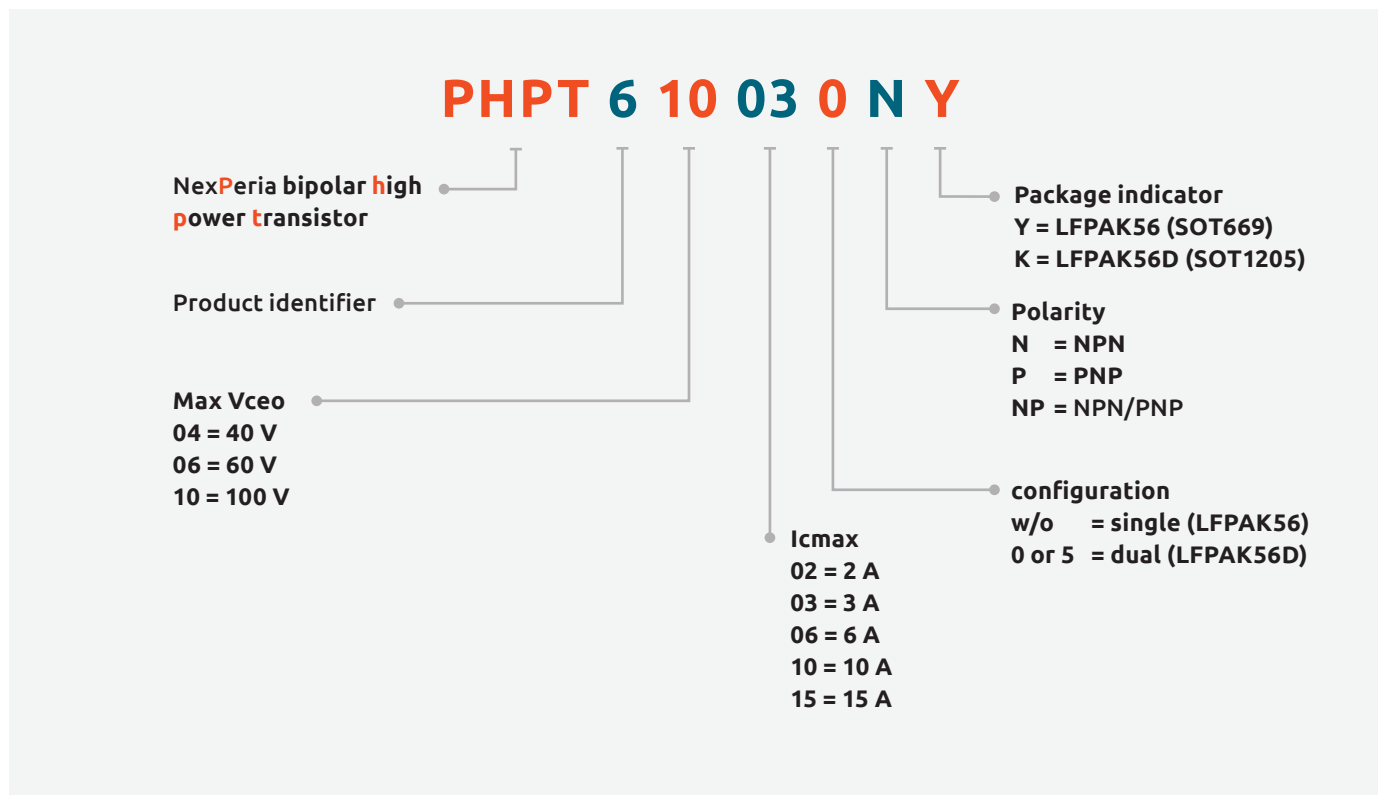 PHPT 6 10 03 0 N Y
NexPeria bipolar high
power transistor
Product identifier
Max Vceo
04 = 40 V
06 = 60 V
10 = 100 V
Icmax
02 = 2 A
03 = 3 A
06 = 6 A
10 = 10 A
15 = 15 A
Package indicator
Y = LFPAK56 (SOT669)
K = LFPAK56D (SOT1205)
Polarity
N = NPN
P = PNP
NP = NPN/PNP
configuration
w/o = single (LFPAK56)
0 or 5 = dual (LFPAK56D)